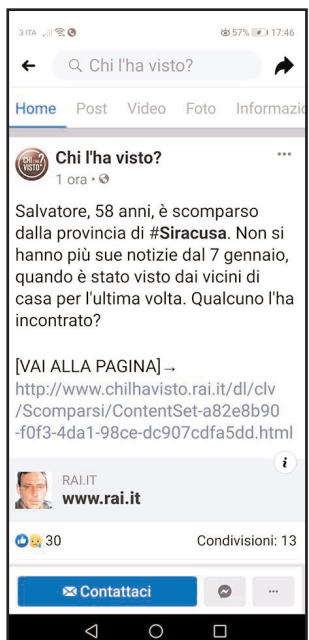 3 ITA 57% 17:46
Chi l'ha visto?
Home Post Video Foto Informazio
CHI L'HA VISTO?
Chi l'ha visto?
1 ora
Salvatore, 58 anni, è scomparso
dalla provincia di #Siracusa. Non si
hanno più sue notizie dal 7 gennaio,
quando è stato visto dai vicini di
casa per l'ultima volta. Qualcuno l'ha
incontrato?
[VAI ALLA PAGINA]→
http://www.chilhavisto.rai.it/dl/clv
/Scomparsi/ContentSet-a82e8b90
-f0f3-4da1-98ce-dc907cdfa5dd.html
RAI.IT
www.rai.it
30 Condivisioni: 13
Contattaci